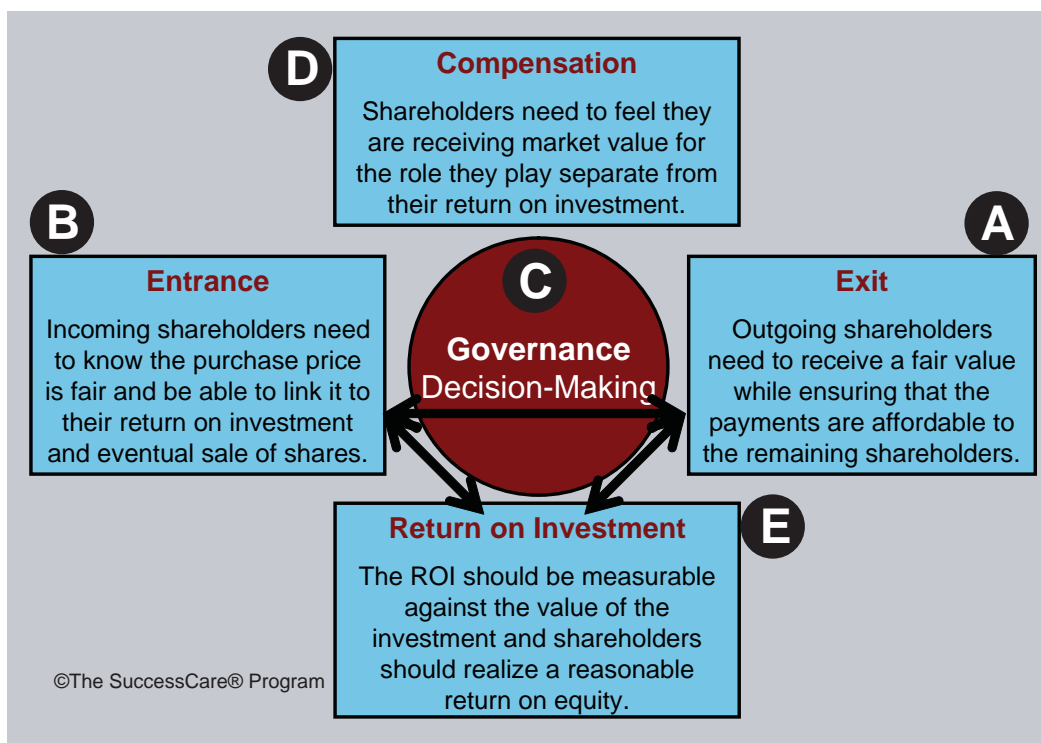 D
Compensation
Shareholders need to feel they
are receiving market value for
the role they play separate from
their return on investment.
B
Entrance
Incoming shareholders need
to know the purchase price
is fair and be able to link it to
their return on investment
and eventual sale of shares.
C
Governance
Decision-Making
A
Exit
Outgoing shareholders
need to receive a fair value
while ensuring that the
payments are affordable to
the remaining shareholders.
E
Return on Investment
The ROI should be measurable
against the value of the
investment and shareholders
should realize a reasonable
return on equity.
©The SuccessCare® Program